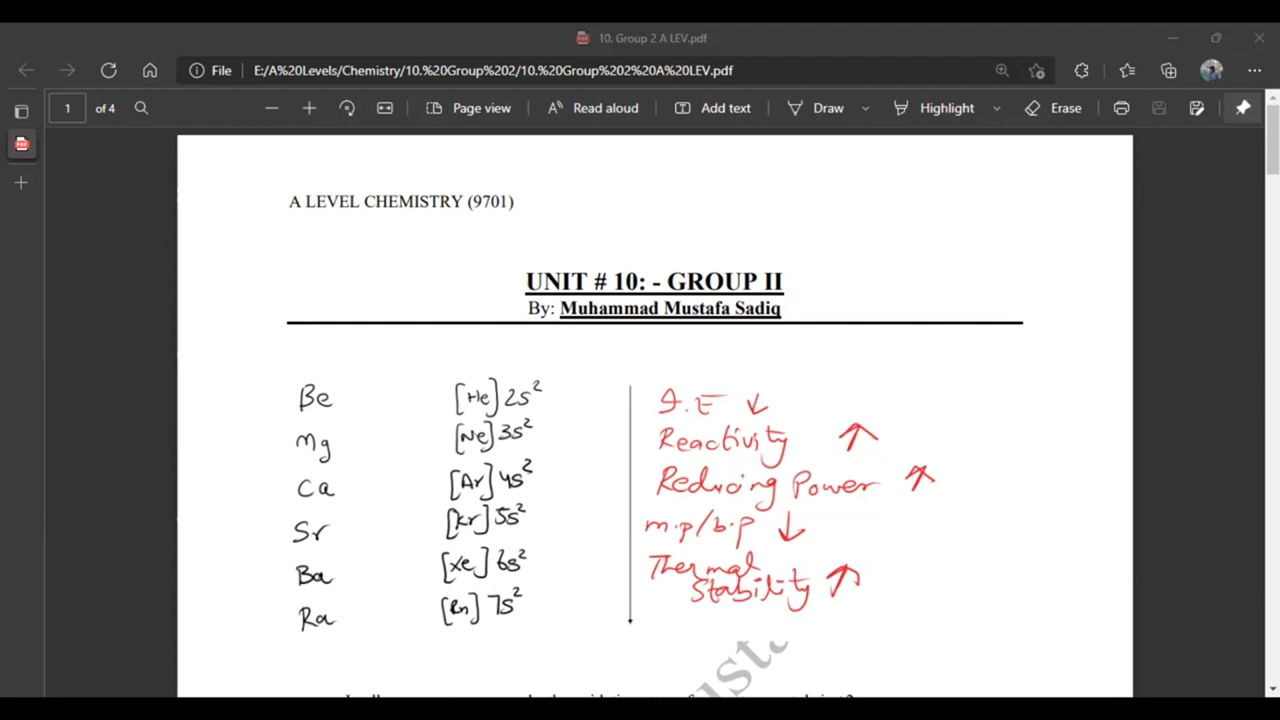 10. Group 2 A LEV.pdf
File E:/A%20Levels/Chemistry/10.%20Group%202/10.%20Group%202%20A%20LEV.pdf
1 of 4 Page view Read aloud Add text Draw Highlight Erase
A LEVEL CHEMISTRY (9701)
UNIT # 10: - GROUP II
By: Muhammad Mustafa Sadiq
Be [He] 2s² I.E ↓
Mg [Ne] 3s² Reactivity ↑
Ca [Ar] 4s² Reducing Power ↑
Sr [Kr] 5s² m.p/b.p ↓
Ba [Xe] 6s² Thermal
Stability ↑
Ra [Rn] 7s²